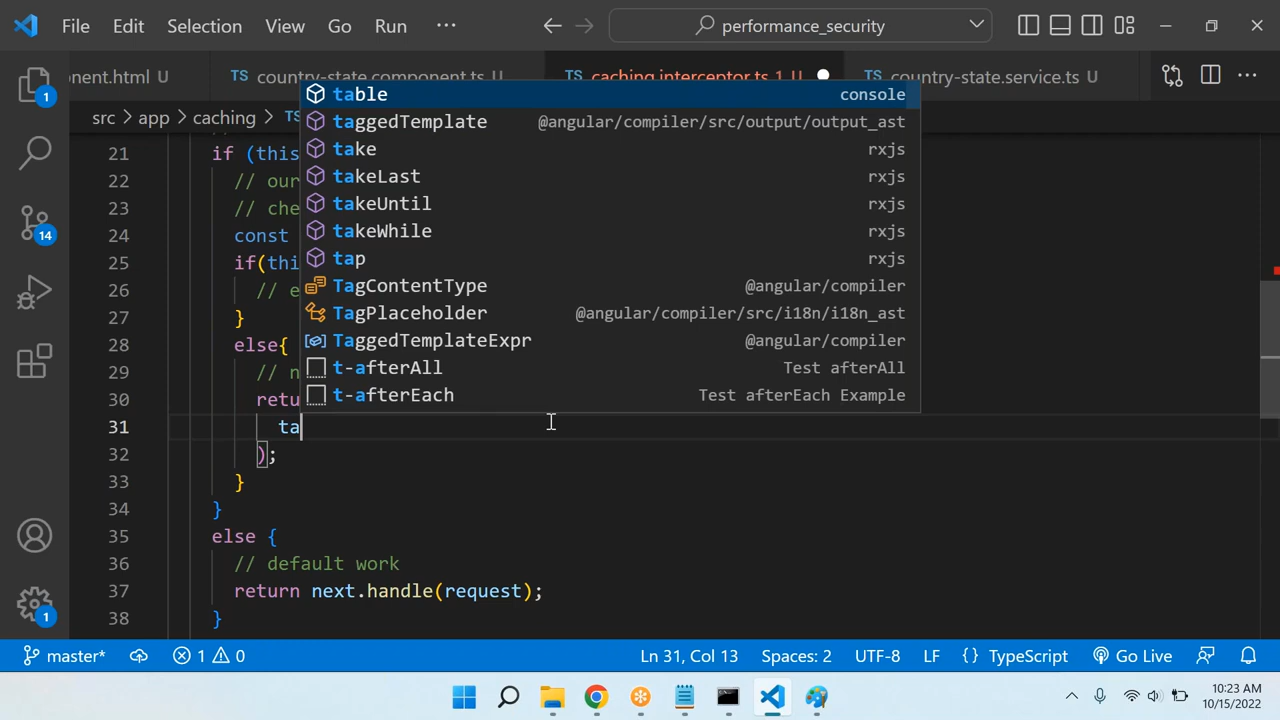 File Edit Selection View Go Run ··· performance_security
onent.html U TS country-state.component.ts U TS caching.interceptor.ts 1, U TS country-state.service.ts U
src > app > caching > TS
table console
taggedTemplate @angular/compiler/src/output/output_ast
take rxjs
takeLast rxjs
takeUntil rxjs
takeWhile rxjs
tap rxjs
TagContentType @angular/compiler
TagPlaceholder @angular/compiler/src/i18n/i18n_ast
TaggedTemplateExpr @angular/compiler
t-afterAll Test afterAll
t-afterEach Test afterEach Example
21 if (this
22 // our
23 // che
24 const
25 if(thi
26 // e
27 }
28 else{
29 // n
30 retu
31 ta
32 );
33 }
34 }
35 else {
36 // default work
37 return next.handle(request);
38 }
1
14
1
master* 1 0 Ln 31, Col 13 Spaces: 2 UTF-8 LF {} TypeScript Go Live
10:23 AM
10/15/2022